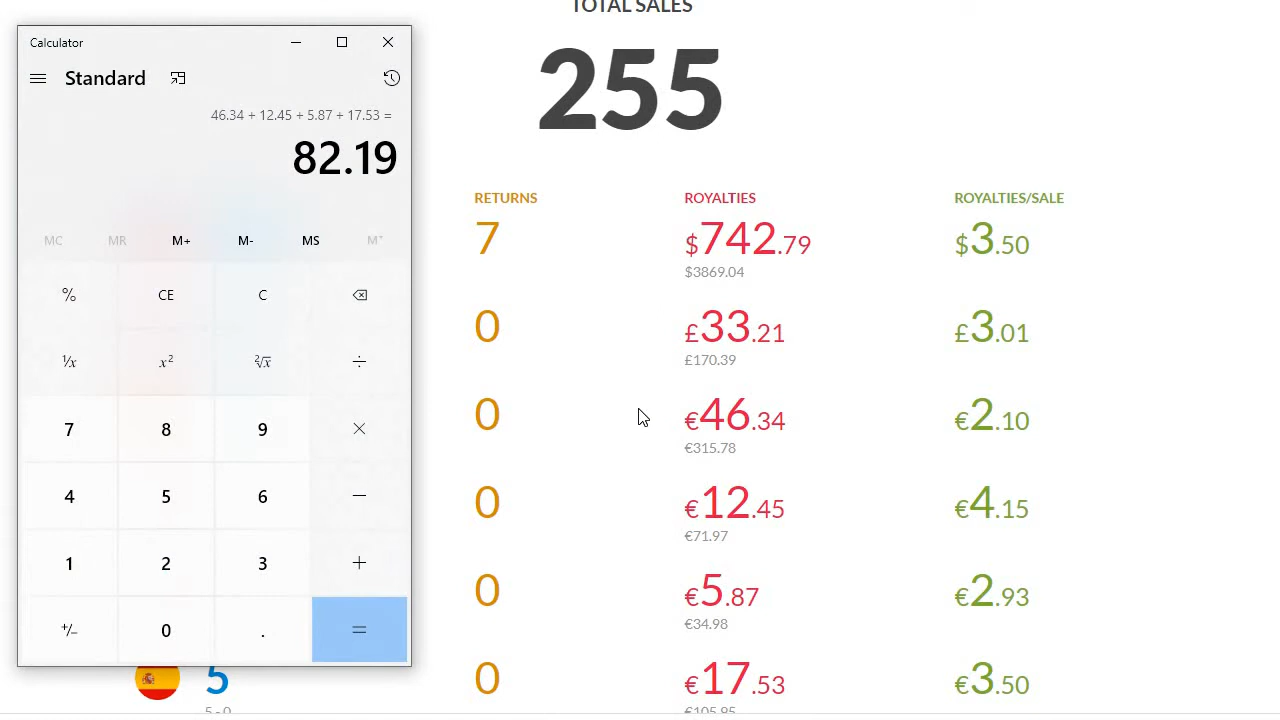 Calculator
Standard
46.34 + 12.45 + 5.87 + 17.53 =
82.19
MC MR M+ M- MS M˅
% CE C
¹/x x² ²√x ÷
7 8 9 ×
4 5 6 −
1 2 3 +
+/− 0 . =
TOTAL SALES
255
RETURNS ROYALTIES ROYALTIES/SALE
7 $742.79 $3.50
$3869.04
0 £33.21 £3.01
£170.39
0 €46.34 €2.10
€315.78
0 €12.45 €4.15
€71.97
0 €5.87 €2.93
€34.98
5 0 €17.53 €3.50
5 - 0 €105.95